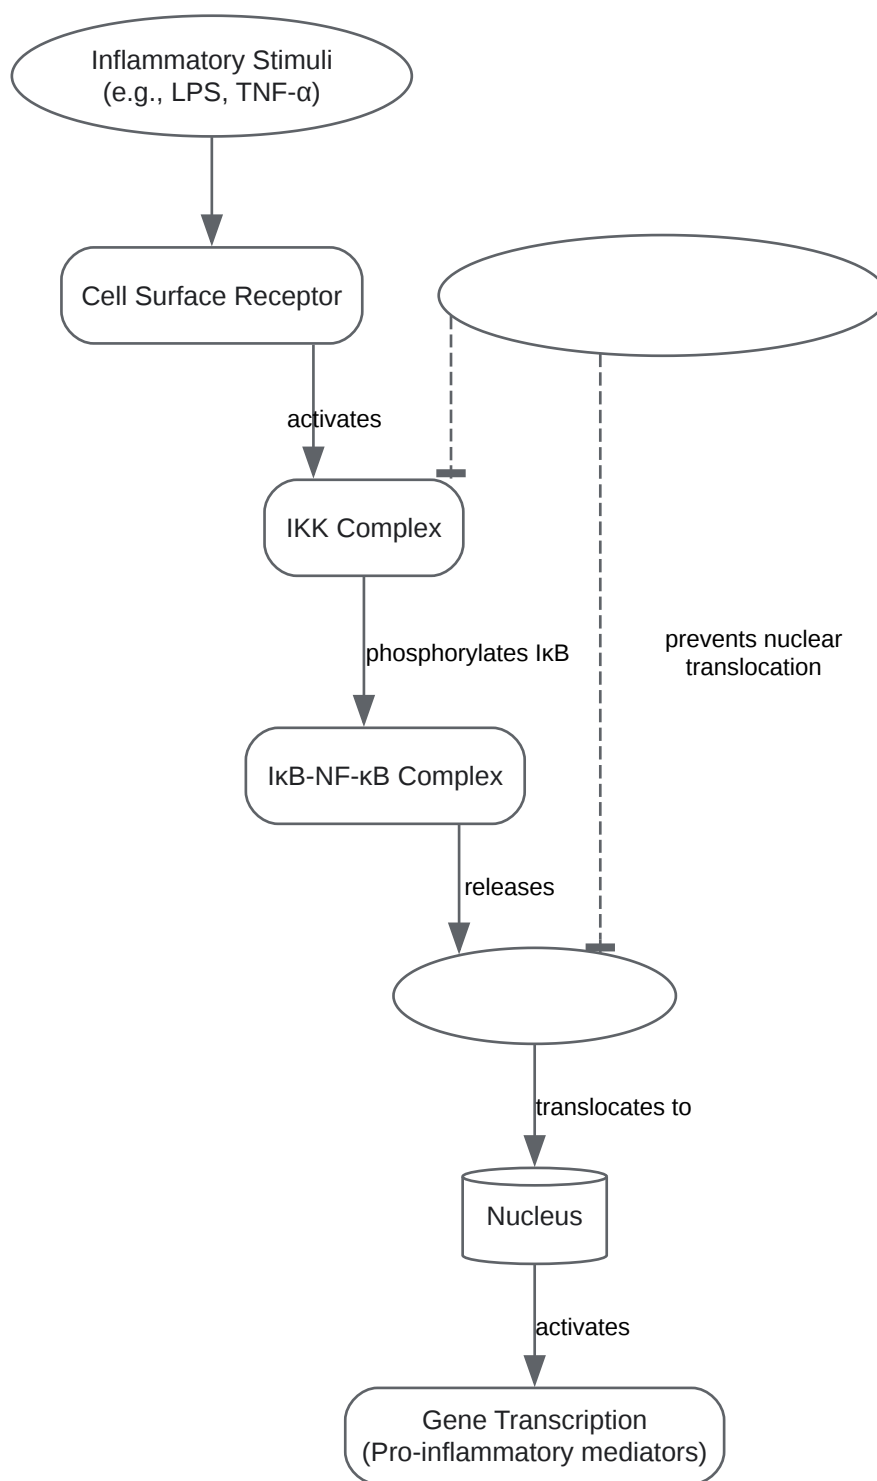 Inflammatory Stimuli
(e.g., LPS, TNF-α)
Cell Surface Receptor
activates
IKK Complex
phosphorylates IκB
prevents nuclear
translocation
IκB-NF-κB Complex
releases
translocates to
Nucleus
activates
Gene Transcription
(Pro-inflammatory mediators)